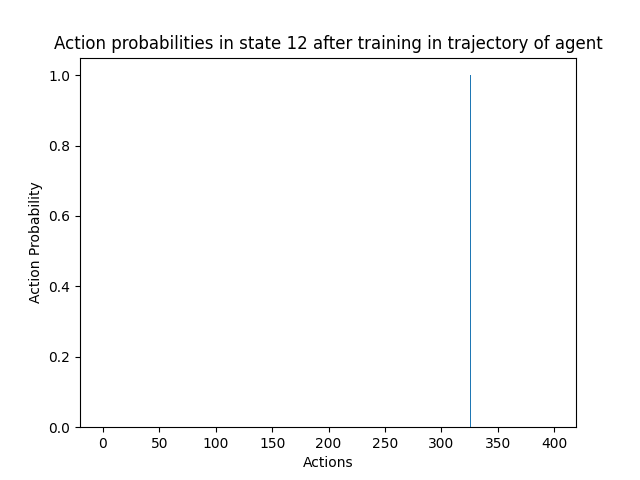 Action probabilities in state 12 after training in trajectory of agent
1.0
0.8
0.6
0.4
0.2
0.0
Action Probability
0 50 100 150 200 250 300 350 400
Actions